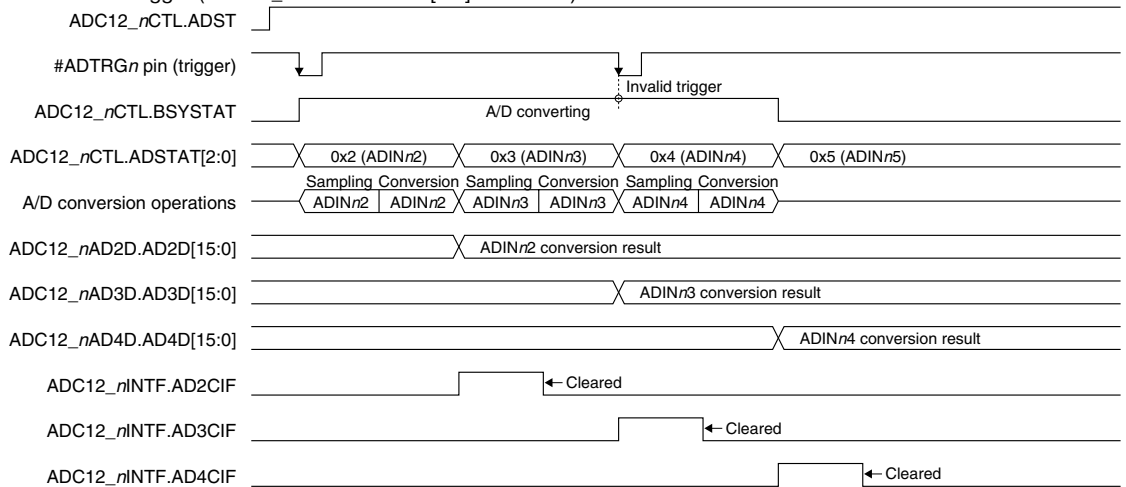 ADC12_nCTL.ADST
#ADTRGn pin (trigger)
Invalid trigger
ADC12_nCTL.BSYSTAT
A/D converting
ADC12_nCTL.ADSTAT[2:0] 0x2 (ADINn2) 0x3 (ADINn3) 0x4 (ADINn4) 0x5 (ADINn5)
Sampling Conversion Sampling Conversion Sampling Conversion
A/D conversion operations ADINn2 ADINn2 ADINn3 ADINn3 ADINn4 ADINn4
ADC12_nAD2D.AD2D[15:0] ADINn2 conversion result
ADC12_nAD3D.AD3D[15:0] ADINn3 conversion result
ADC12_nAD4D.AD4D[15:0] ADINn4 conversion result
ADC12_nINTF.AD2CIF Cleared
ADC12_nINTF.AD3CIF Cleared
ADC12_nINTF.AD4CIF Cleared